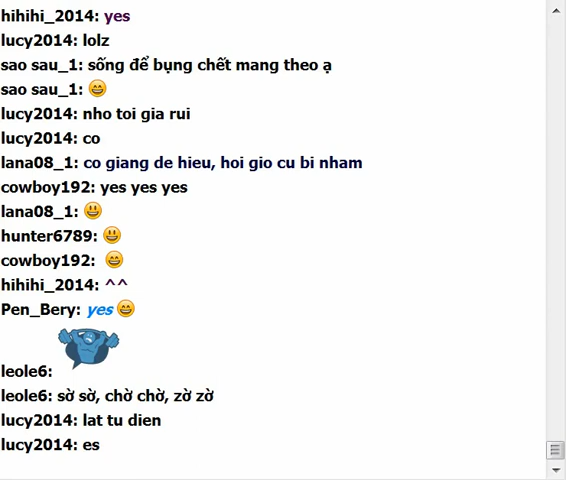 hihihi_2014: yes
lucy2014: lolz
sao sau_1: sống để bụng chết mang theo ạ
sao sau_1:
lucy2014: nho toi gia rui
lucy2014: co
lana08_1: co giang de hieu, hoi gio cu bi nham
cowboy192: yes yes yes
lana08_1:
hunter6789:
cowboy192:
hihihi_2014: ^^
Pen_Bery: yes
leole6:
leole6: sờ sờ, chờ chờ, zờ zờ
lucy2014: lat tu dien
lucy2014: es